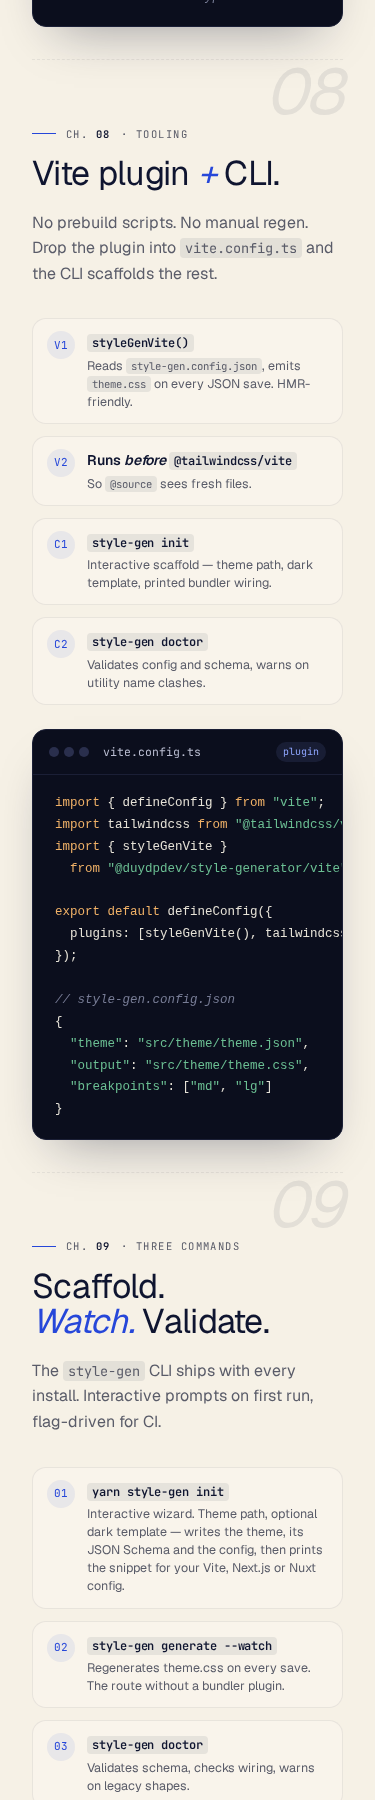 08
CH. 08 · TOOLING
Vite plugin + CLI.
No prebuild scripts. No manual regen.
Drop the plugin into vite.config.ts and
the CLI scaffolds the rest.
V1
styleGenVite()
Reads style-gen.config.json, emits
theme.css on every JSON save. HMR-
friendly.
V2
Runs before @tailwindcss/vite
So @source sees fresh files.
C1
style-gen init
Interactive scaffold — theme path, dark
template, printed bundler wiring.
C2
style-gen doctor
Validates config and schema, warns on
utility name clashes.
vite.config.ts
plugin
import { defineConfig } from "vite";
import tailwindcss from "@tailwindcss/
import { styleGenVite }
from "@duydpdev/style-generator/vite
export default defineConfig({
plugins: [styleGenVite(), tailwindcs
});
// style-gen.config.json
{
"theme": "src/theme/theme.json",
"output": "src/theme/theme.css",
"breakpoints": ["md", "lg"]
}
09
CH. 09 · THREE COMMANDS
Scaffold.
Watch. Validate.
The style-gen CLI ships with every
install. Interactive prompts on first run,
flag-driven for CI.
01
yarn style-gen init
Interactive wizard. Theme path, optional
dark template — writes the theme, its
JSON Schema and the config, then prints
the snippet for your Vite, Next.js or Nuxt
config.
02
style-gen generate --watch
Regenerates theme.css on every save.
The route without a bundler plugin.
03
style-gen doctor
Validates schema, checks wiring, warns
on legacy shapes.